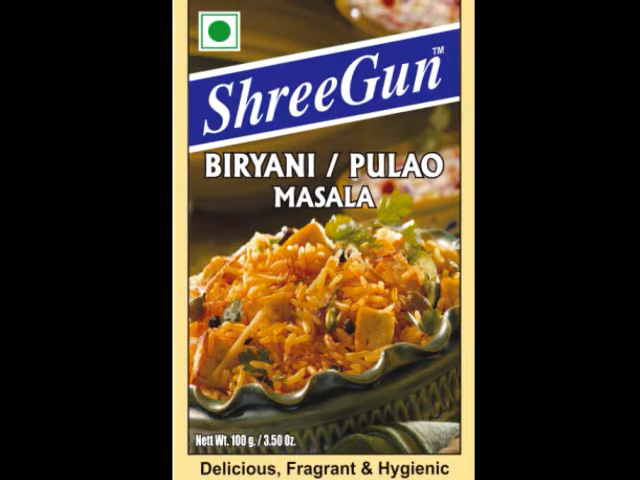 ShreeGun™
BIRYANI / PULAO
MASALA
Nett Wt. 100 g. / 3.50 Oz.
Delicious, Fragrant & Hygienic